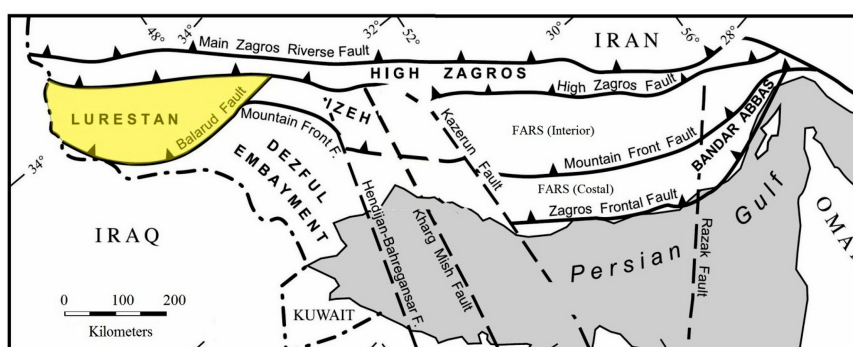 48°
34°
32°
52°
30°
56°
28°
Main Zagros Riverse Fault
IRAN
HIGH ZAGROS
High Zagros Fault
LURESTAN
Balarud Fault
IZEH
Mountain Front F.
Kazerun Fault
FARS (Interior)
Mountain Front Fault
BANDAR ABBAS
DEZFUL
EMBAYMENT
34°
FARS (Costal)
Zagros Frontal Fault
Hendijan-Bahregansar F.
Kharg Mish Fault
Razak Fault
Persian Gulf
IRAQ
KUWAIT
0 100 200
Kilometers